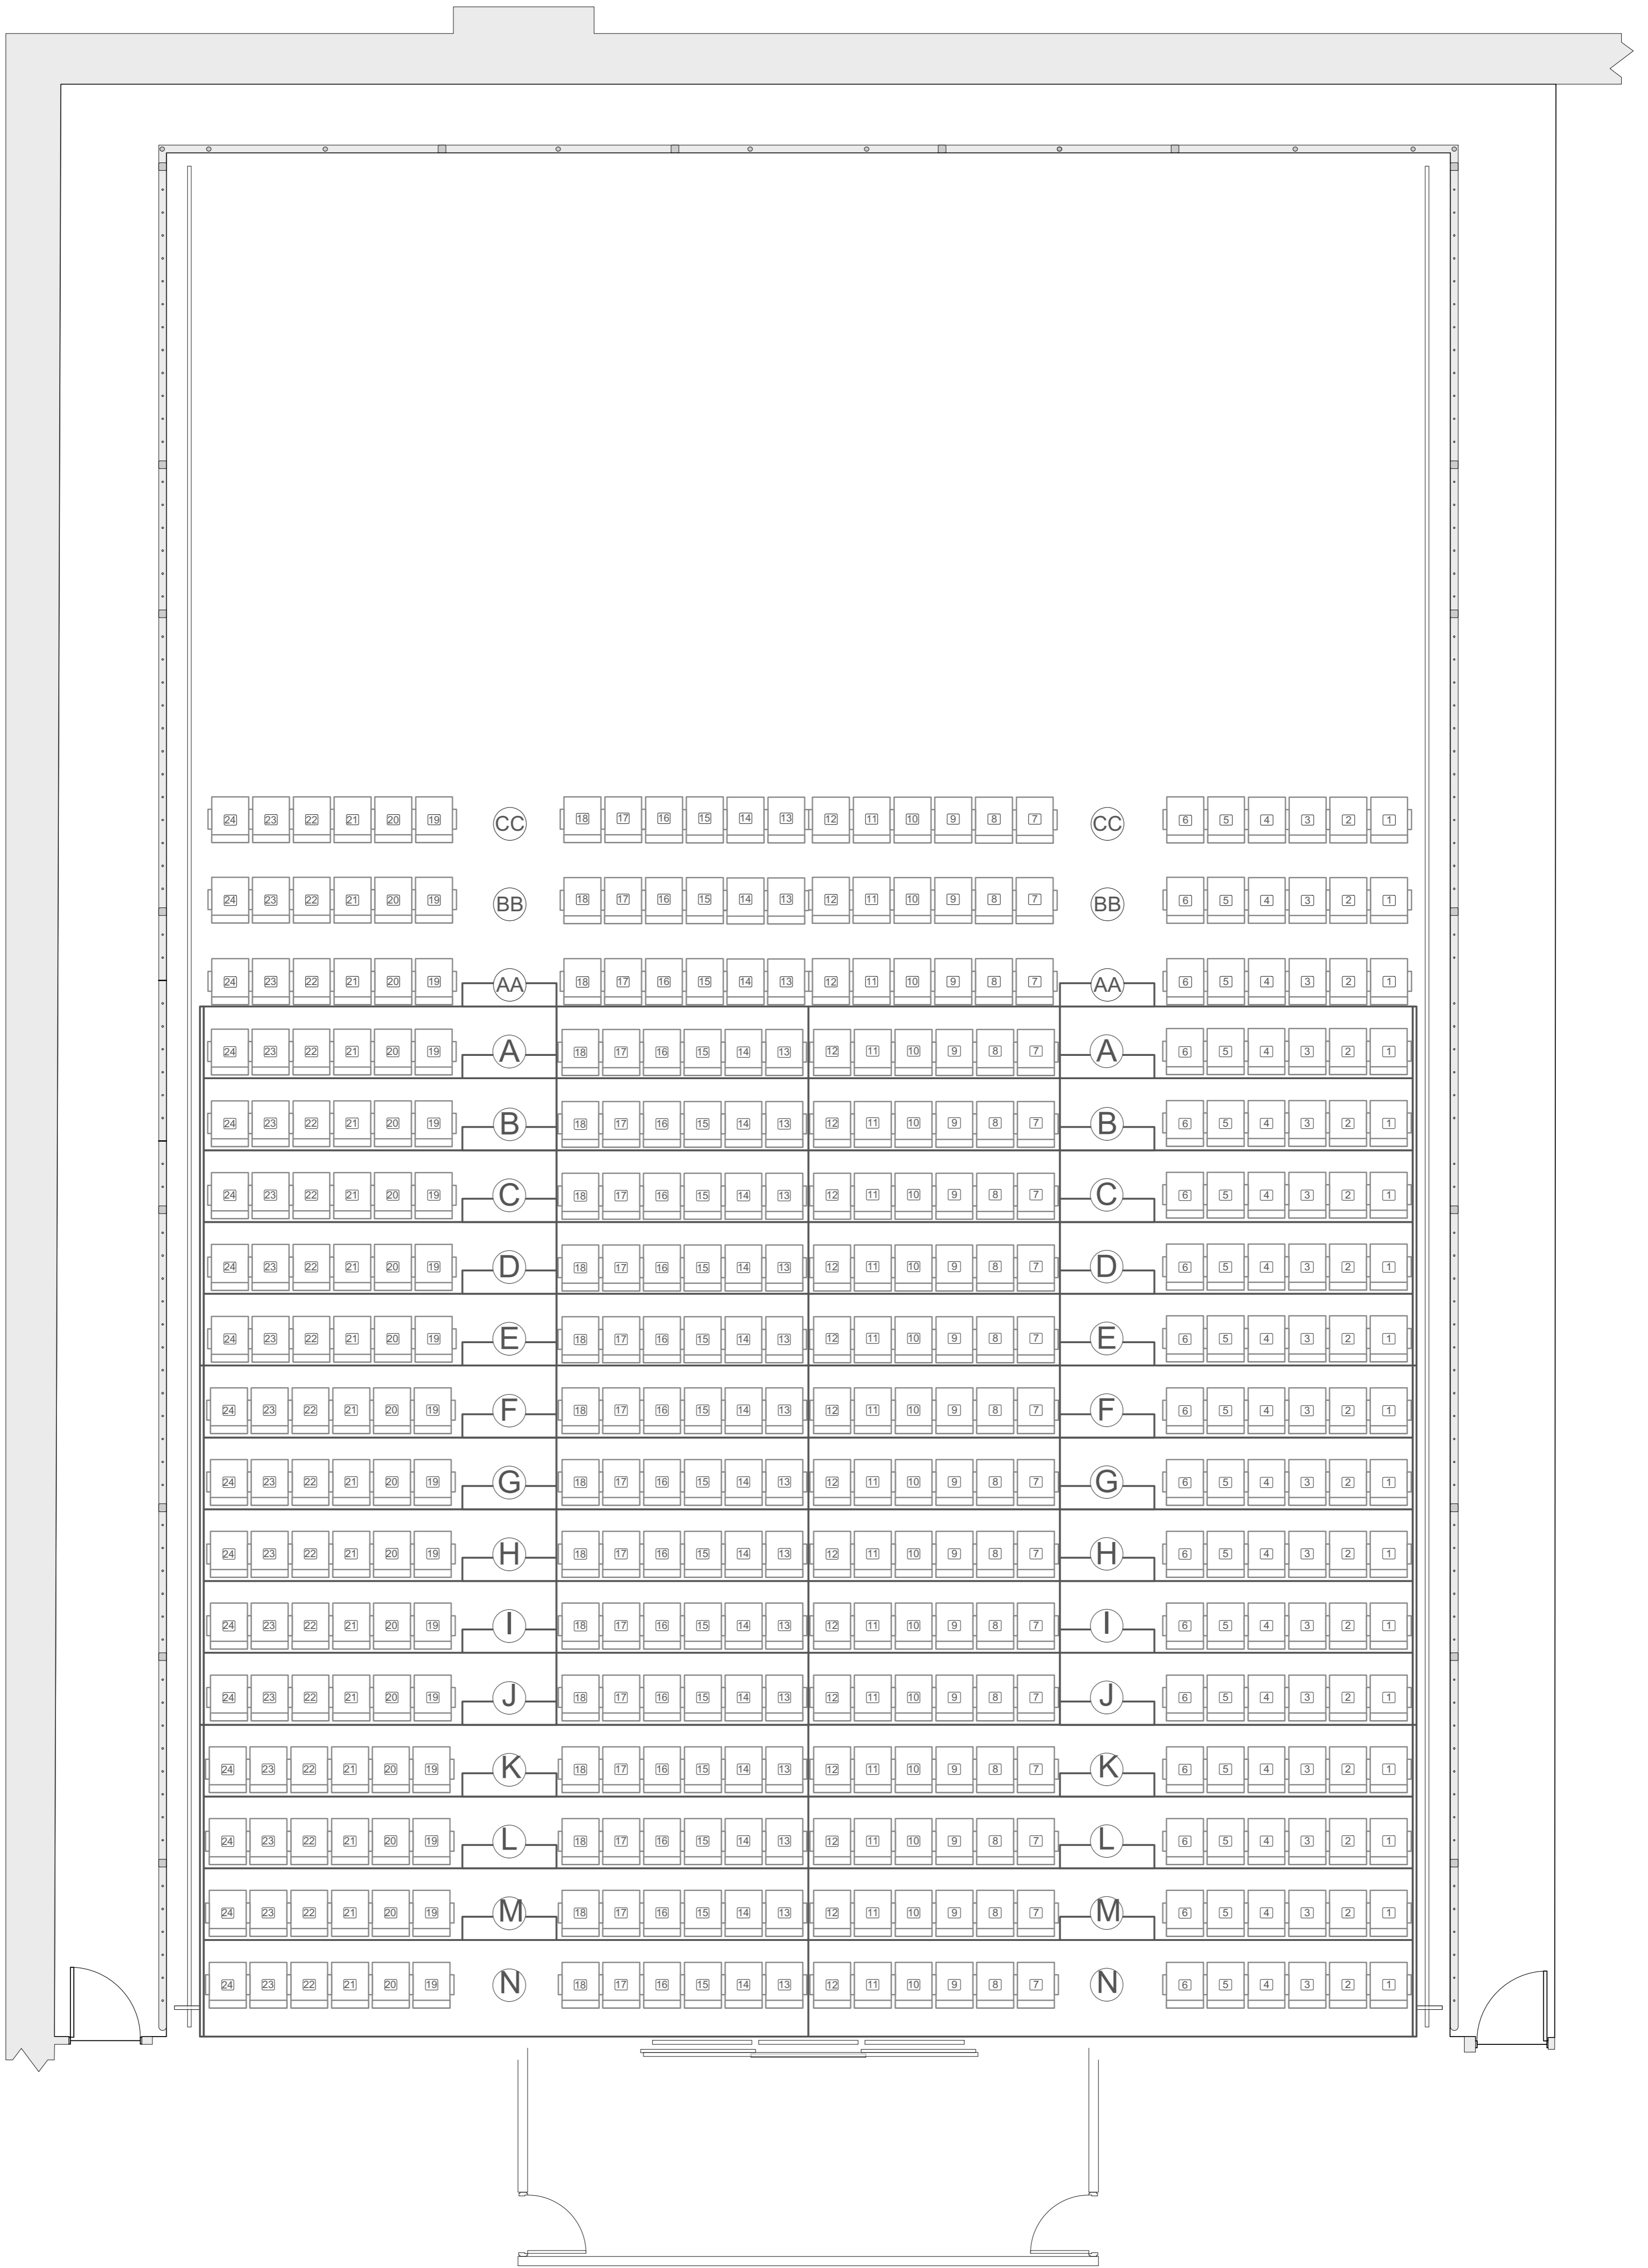 24 23 22 21 20 19 CC 18 17 16 15 14 13 12 11 10 9 8 7 CC 6 5 4 3 2 1
24 23 22 21 20 19 BB 18 17 16 15 14 13 12 11 10 9 8 7 BB 6 5 4 3 2 1
24 23 22 21 20 19 AA 18 17 16 15 14 13 12 11 10 9 8 7 AA 6 5 4 3 2 1
24 23 22 21 20 19 A 18 17 16 15 14 13 12 11 10 9 8 7 A 6 5 4 3 2 1
24 23 22 21 20 19 B 18 17 16 15 14 13 12 11 10 9 8 7 B 6 5 4 3 2 1
24 23 22 21 20 19 C 18 17 16 15 14 13 12 11 10 9 8 7 C 6 5 4 3 2 1
24 23 22 21 20 19 D 18 17 16 15 14 13 12 11 10 9 8 7 D 6 5 4 3 2 1
24 23 22 21 20 19 E 18 17 16 15 14 13 12 11 10 9 8 7 E 6 5 4 3 2 1
24 23 22 21 20 19 F 18 17 16 15 14 13 12 11 10 9 8 7 F 6 5 4 3 2 1
24 23 22 21 20 19 G 18 17 16 15 14 13 12 11 10 9 8 7 G 6 5 4 3 2 1
24 23 22 21 20 19 H 18 17 16 15 14 13 12 11 10 9 8 7 H 6 5 4 3 2 1
24 23 22 21 20 19 I 18 17 16 15 14 13 12 11 10 9 8 7 I 6 5 4 3 2 1
24 23 22 21 20 19 J 18 17 16 15 14 13 12 11 10 9 8 7 J 6 5 4 3 2 1
24 23 22 21 20 19 K 18 17 16 15 14 13 12 11 10 9 8 7 K 6 5 4 3 2 1
24 23 22 21 20 19 L 18 17 16 15 14 13 12 11 10 9 8 7 L 6 5 4 3 2 1
24 23 22 21 20 19 M 18 17 16 15 14 13 12 11 10 9 8 7 M 6 5 4 3 2 1
24 23 22 21 20 19 N 18 17 16 15 14 13 12 11 10 9 8 7 N 6 5 4 3 2 1